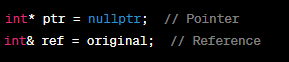 int* ptr = nullptr;  // Pointer
int& ref = original;  // Reference